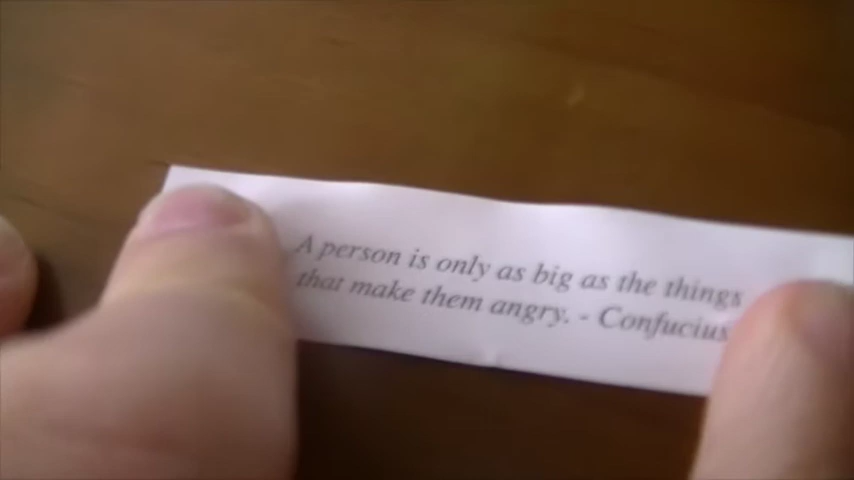 A person is only as big as the things
that make them angry. - Confucius